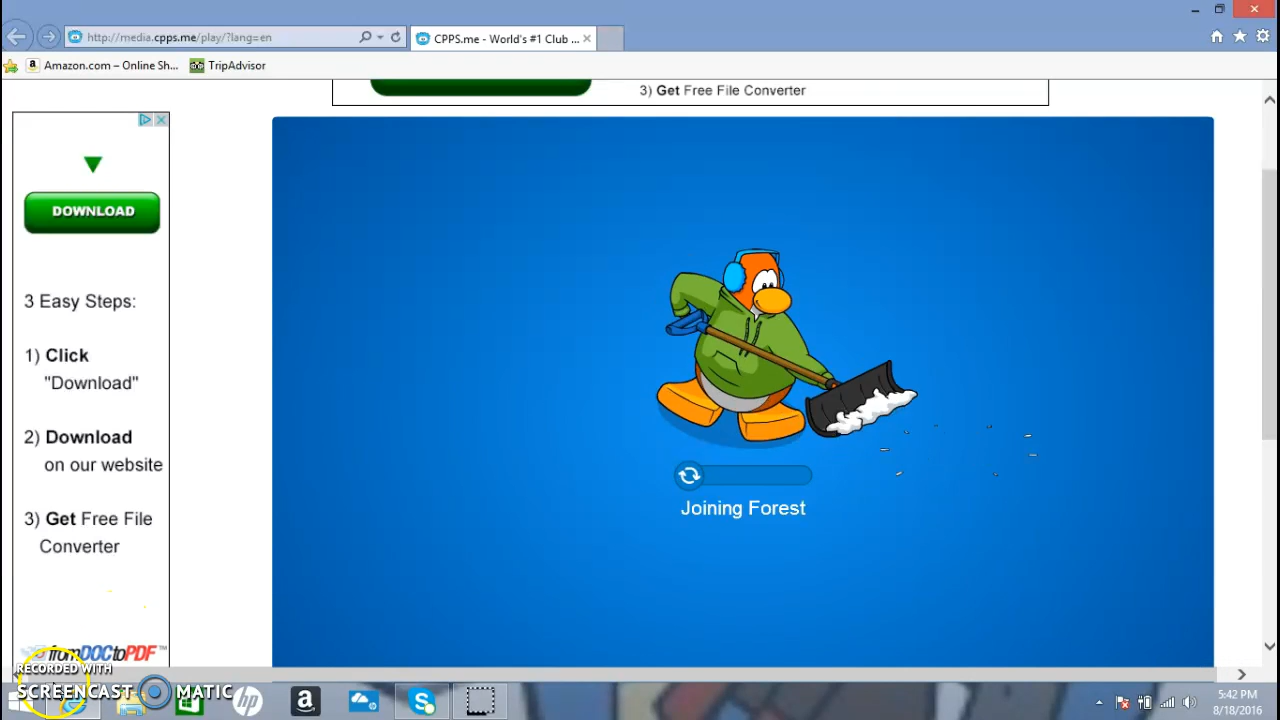 http://media.cpps.me/play/?lang=en
CPPS.me - World's #1 Club ...
Amazon.com – Online Sh...
TripAdvisor
3) Get Free File Converter
DOWNLOAD
3 Easy Steps:
1) Click
"Download"
2) Download
on our website
3) Get Free File
Converter
fromDOCtoPDF™
Joining Forest
RECORDED WITH
SCREENCAST MATIC
hp
a
S
5:42 PM
8/18/2016